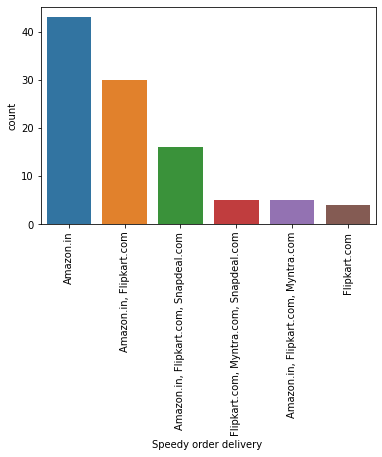 40
30
20
10
0
count
Amazon.in
Amazon.in, Flipkart.com
Amazon.in, Flipkart.com, Snapdeal.com
Flipkart.com, Myntra.com, Snapdeal.com
Amazon.in, Flipkart.com, Myntra.com
Flipkart.com
Speedy order delivery